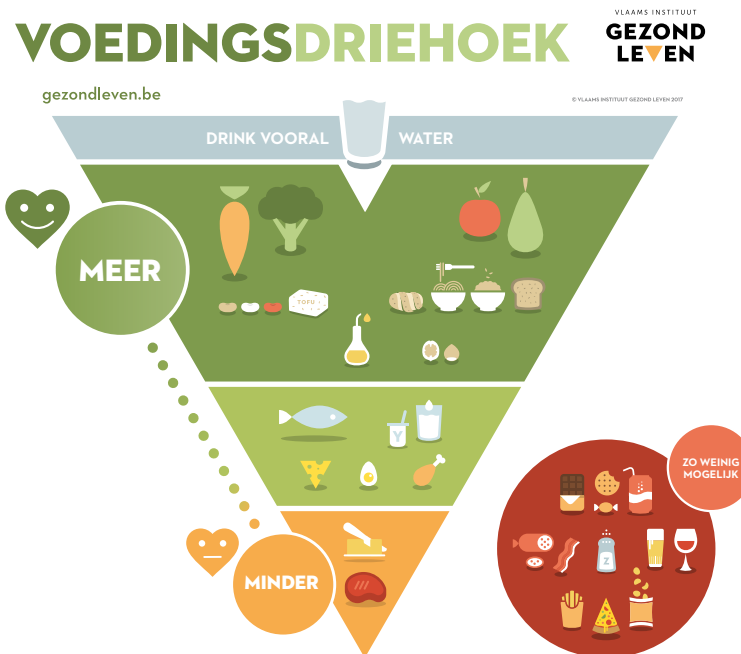 VOEDINGSDRIEHOEK
VLAAMS INSTITUUT
GEZOND
LEVEN
gezondleven.be
© VLAAMS INSTITUUT GEZOND LEVEN 2017
DRINK VOORAL WATER
MEER
TOFU
Y
ZO WEINIG
MOGELIJK
Z
MINDER